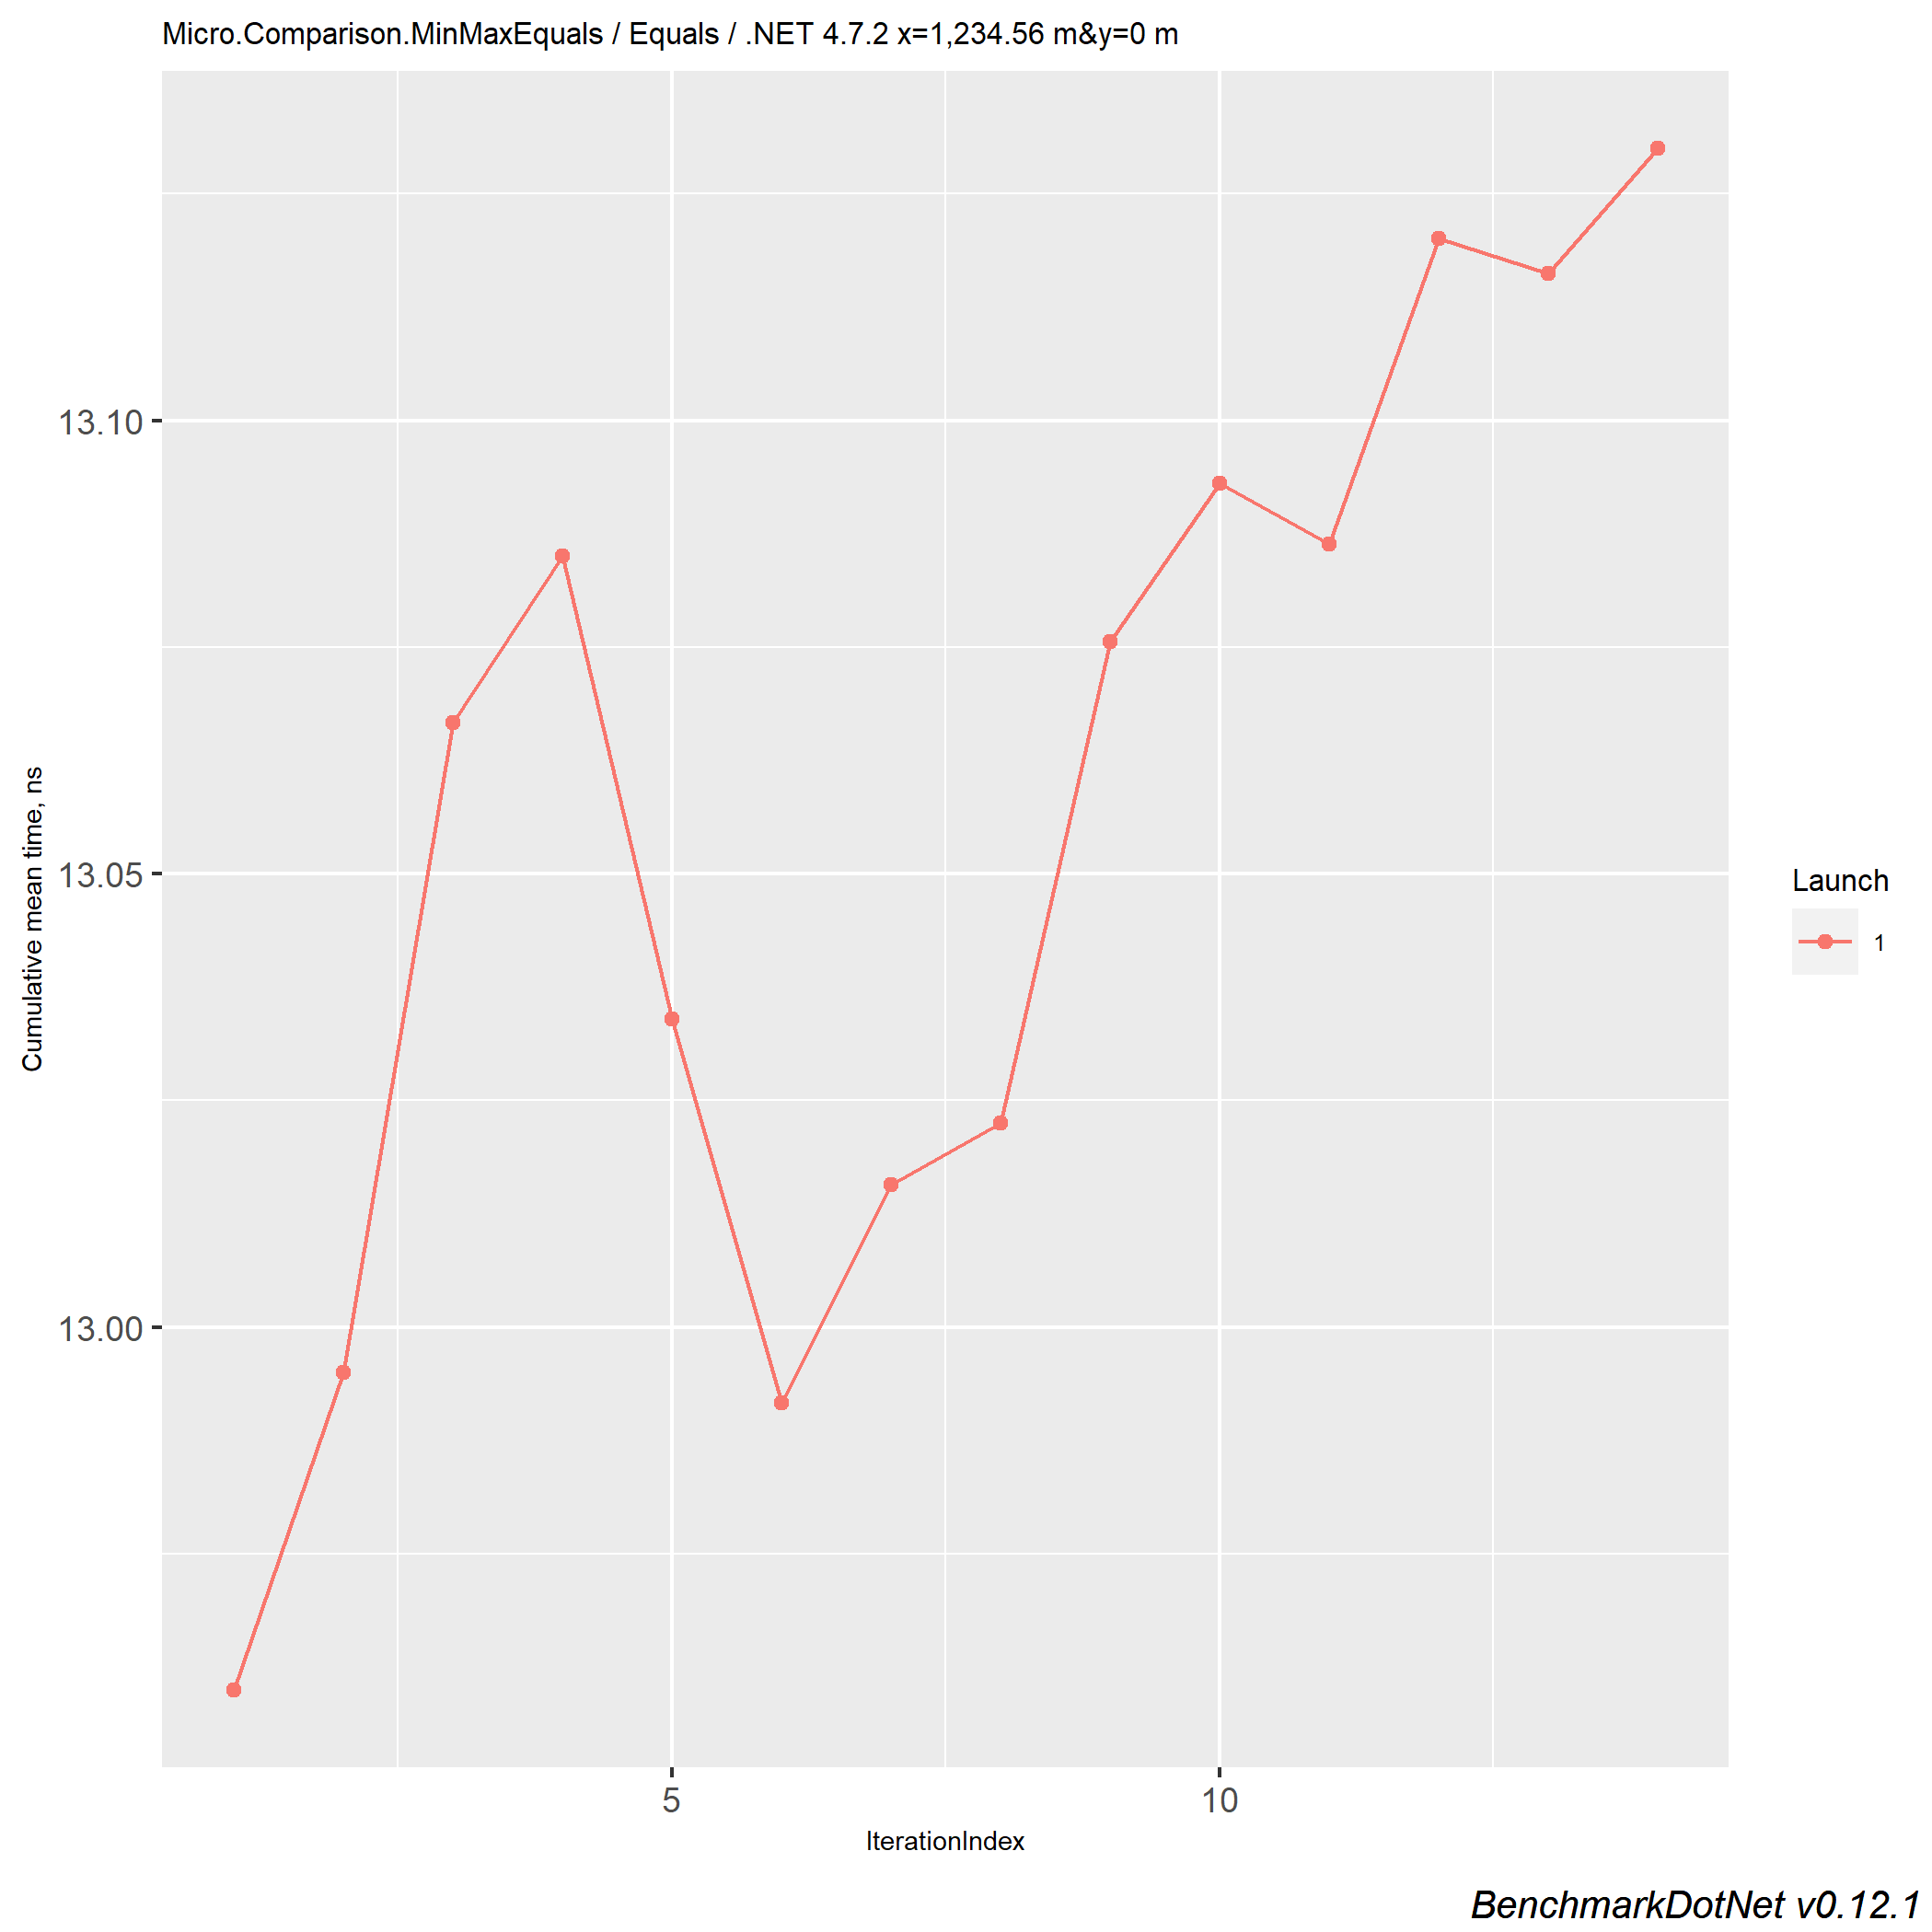 Micro.Comparison.MinMaxEquals / Equals / .NET 4.7.2 x=1,234.56 m&y=0 m
Cumulative mean time, ns
13.10
13.05
13.00
5
10
IterationIndex
Launch
1
BenchmarkDotNet v0.12.1